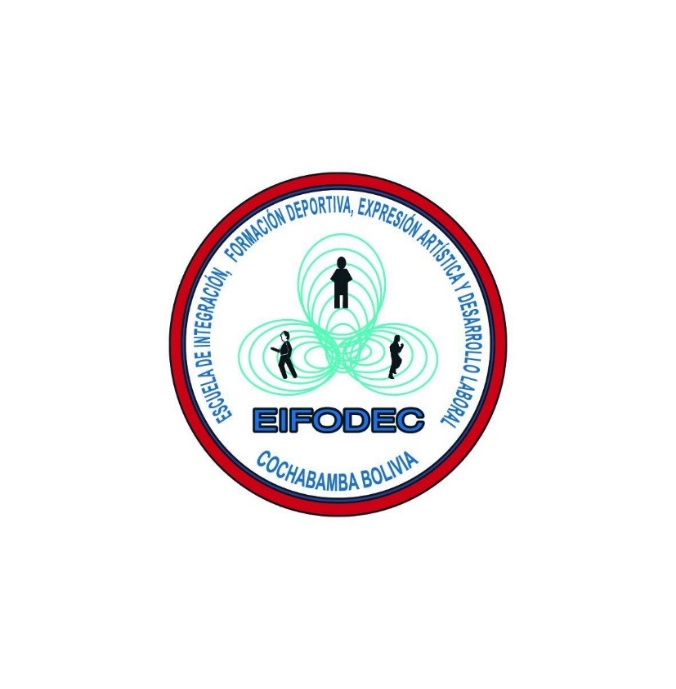 ESCUELA DE INTEGRACIÓN, FORMACIÓN DEPORTIVA, EXPRESIÓN ARTÍSTICA Y DESARROLLO LABORAL
EIFODEC
COCHABAMBA BOLIVIA